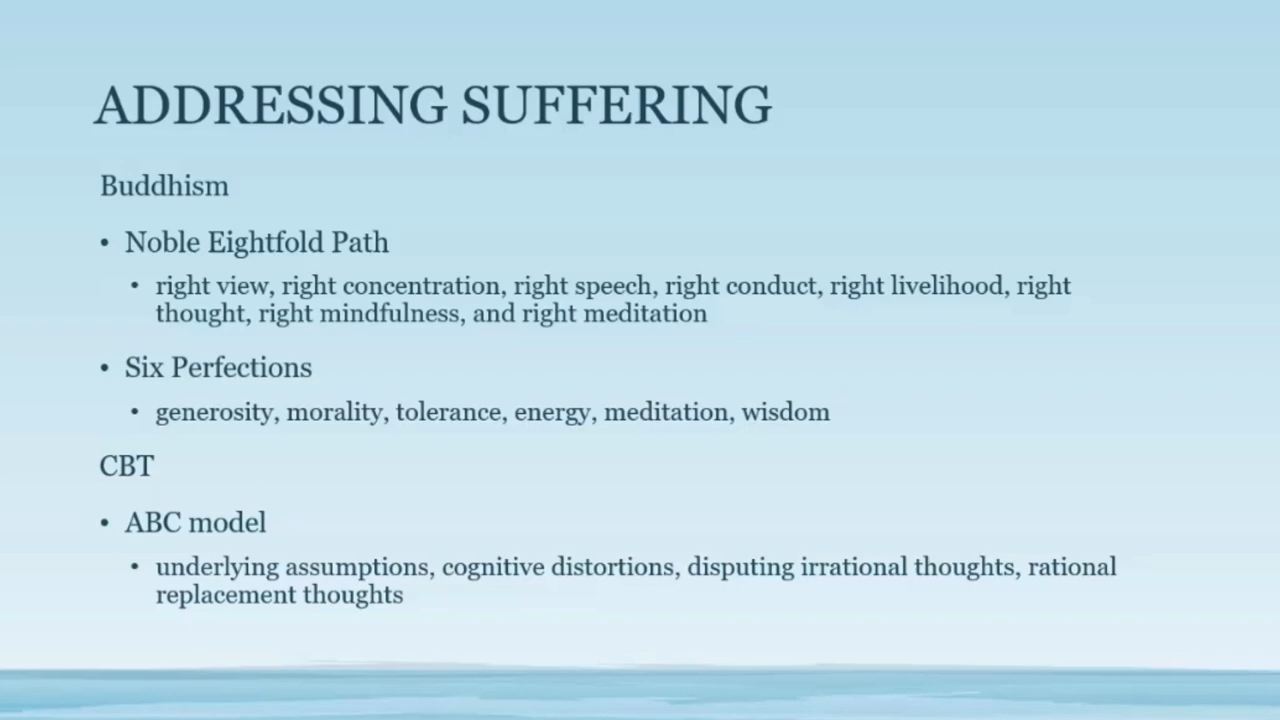 ADDRESSING SUFFERING
Buddhism
• Noble Eightfold Path
• right view, right concentration, right speech, right conduct, right livelihood, right
thought, right mindfulness, and right meditation
• Six Perfections
• generosity, morality, tolerance, energy, meditation, wisdom
CBT
• ABC model
• underlying assumptions, cognitive distortions, disputing irrational thoughts, rational
replacement thoughts